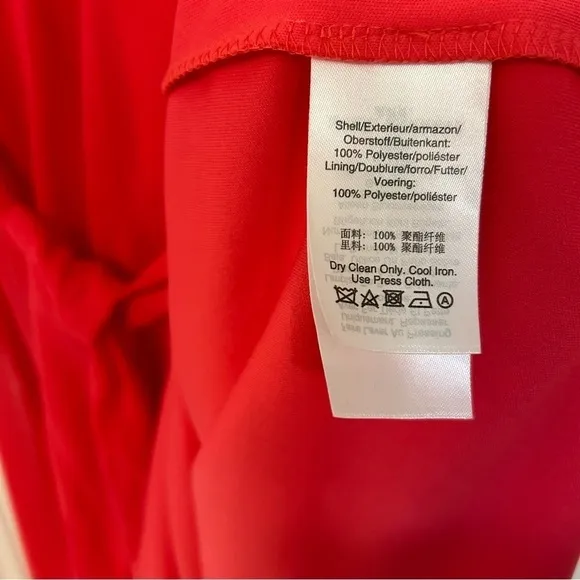 Shell/Exterieur/armazon/
Oberstoff/Buitenkant:
100% Polyester/poliéster
Lining/Doublure/forro/Futter/
Voering:
100% Polyester/poliéster
面料: 100% 聚酯纤维
里料: 100% 聚酯纤维
Dry Clean Only. Cool Iron.
Use Press Cloth.
A